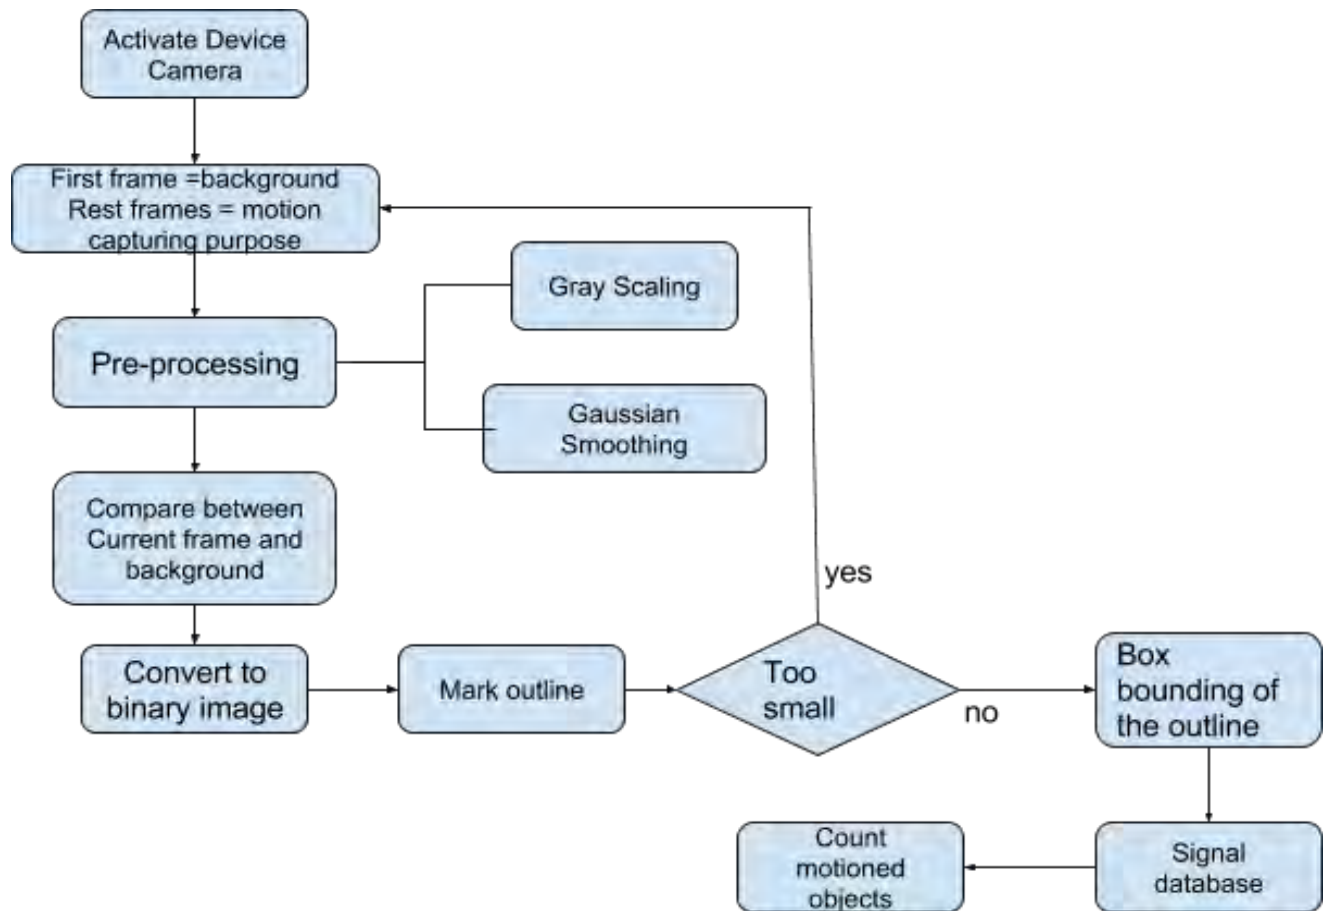 Activate Device
Camera
First frame =background
Rest frames = motion
capturing purpose
Gray Scaling
Pre-processing
Gaussian
Smoothing
Compare between
Current frame and
background
yes
Convert to
binary image
Mark outline
Too
small
no
Box
bounding of
the outline
Count
motioned
objects
Signal
database